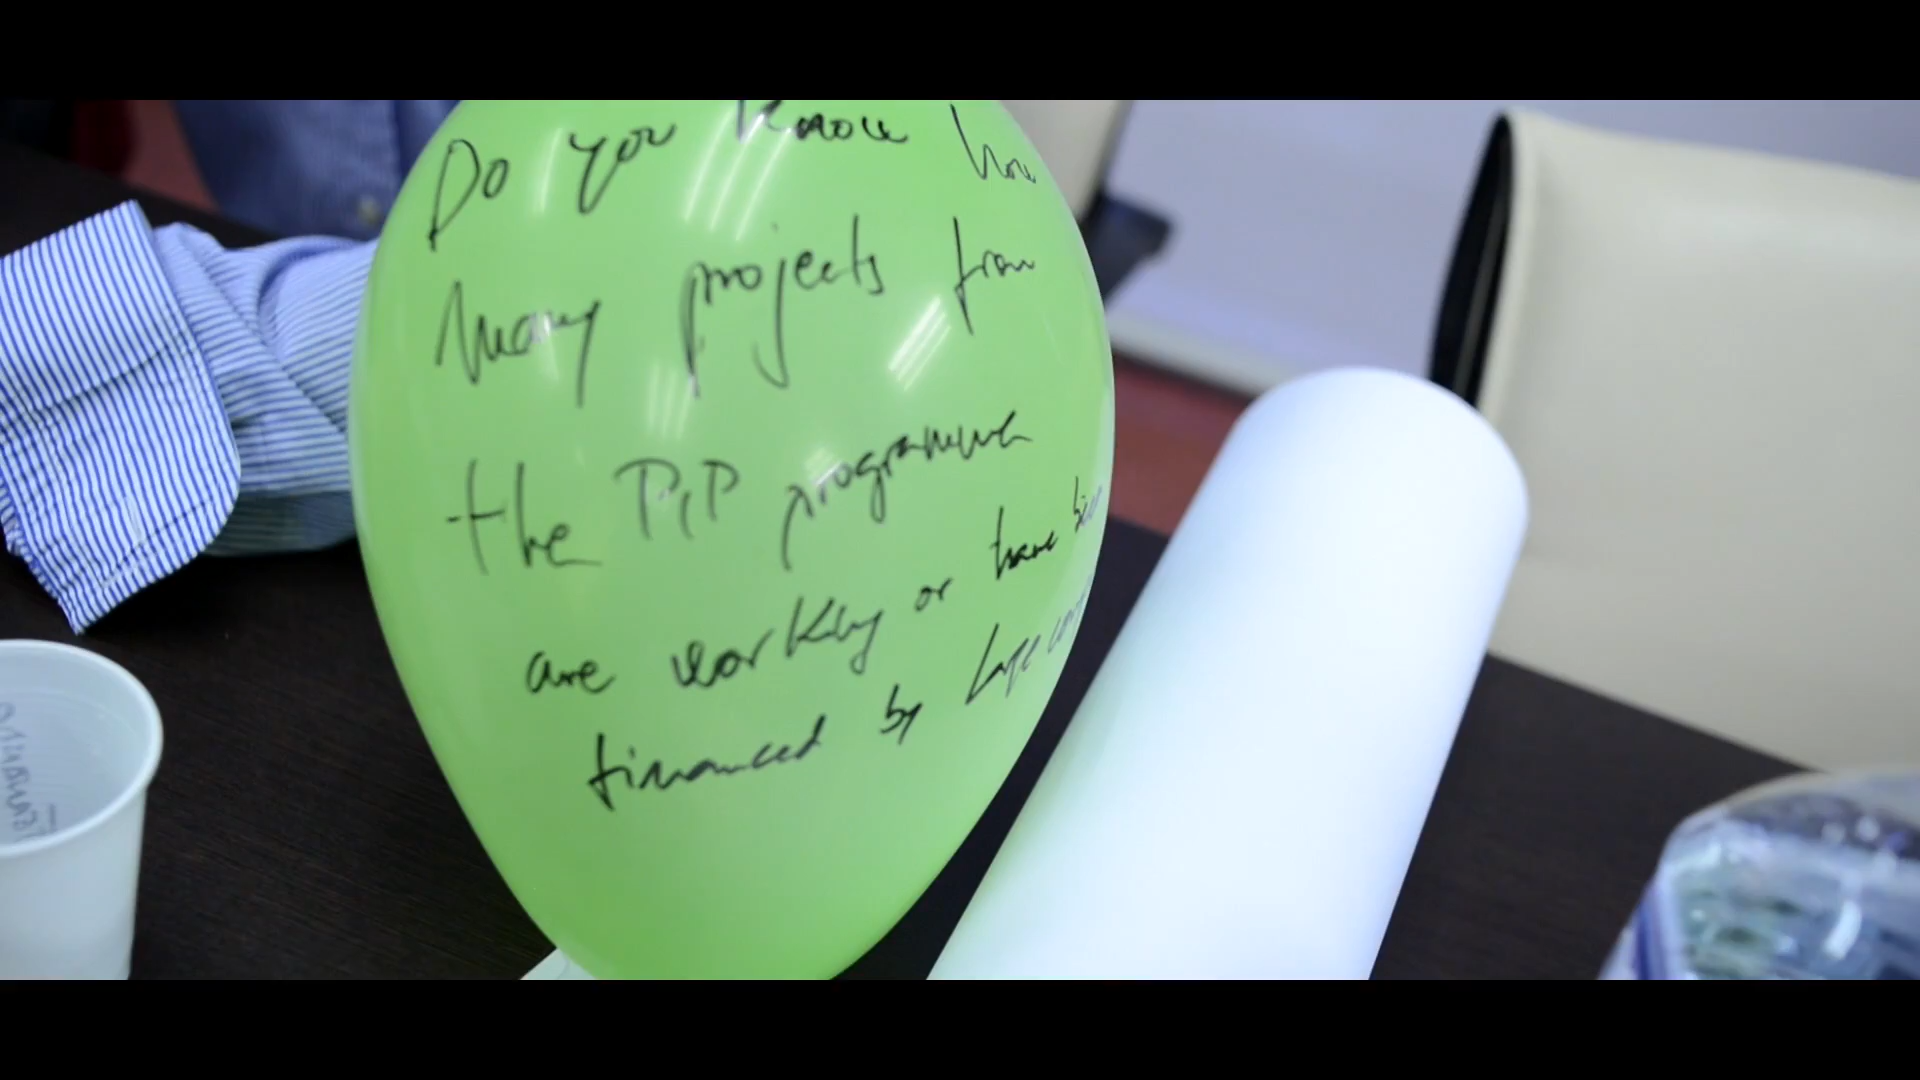 Do you know how
many projects from
the PIP programme
are working or have been
financed by